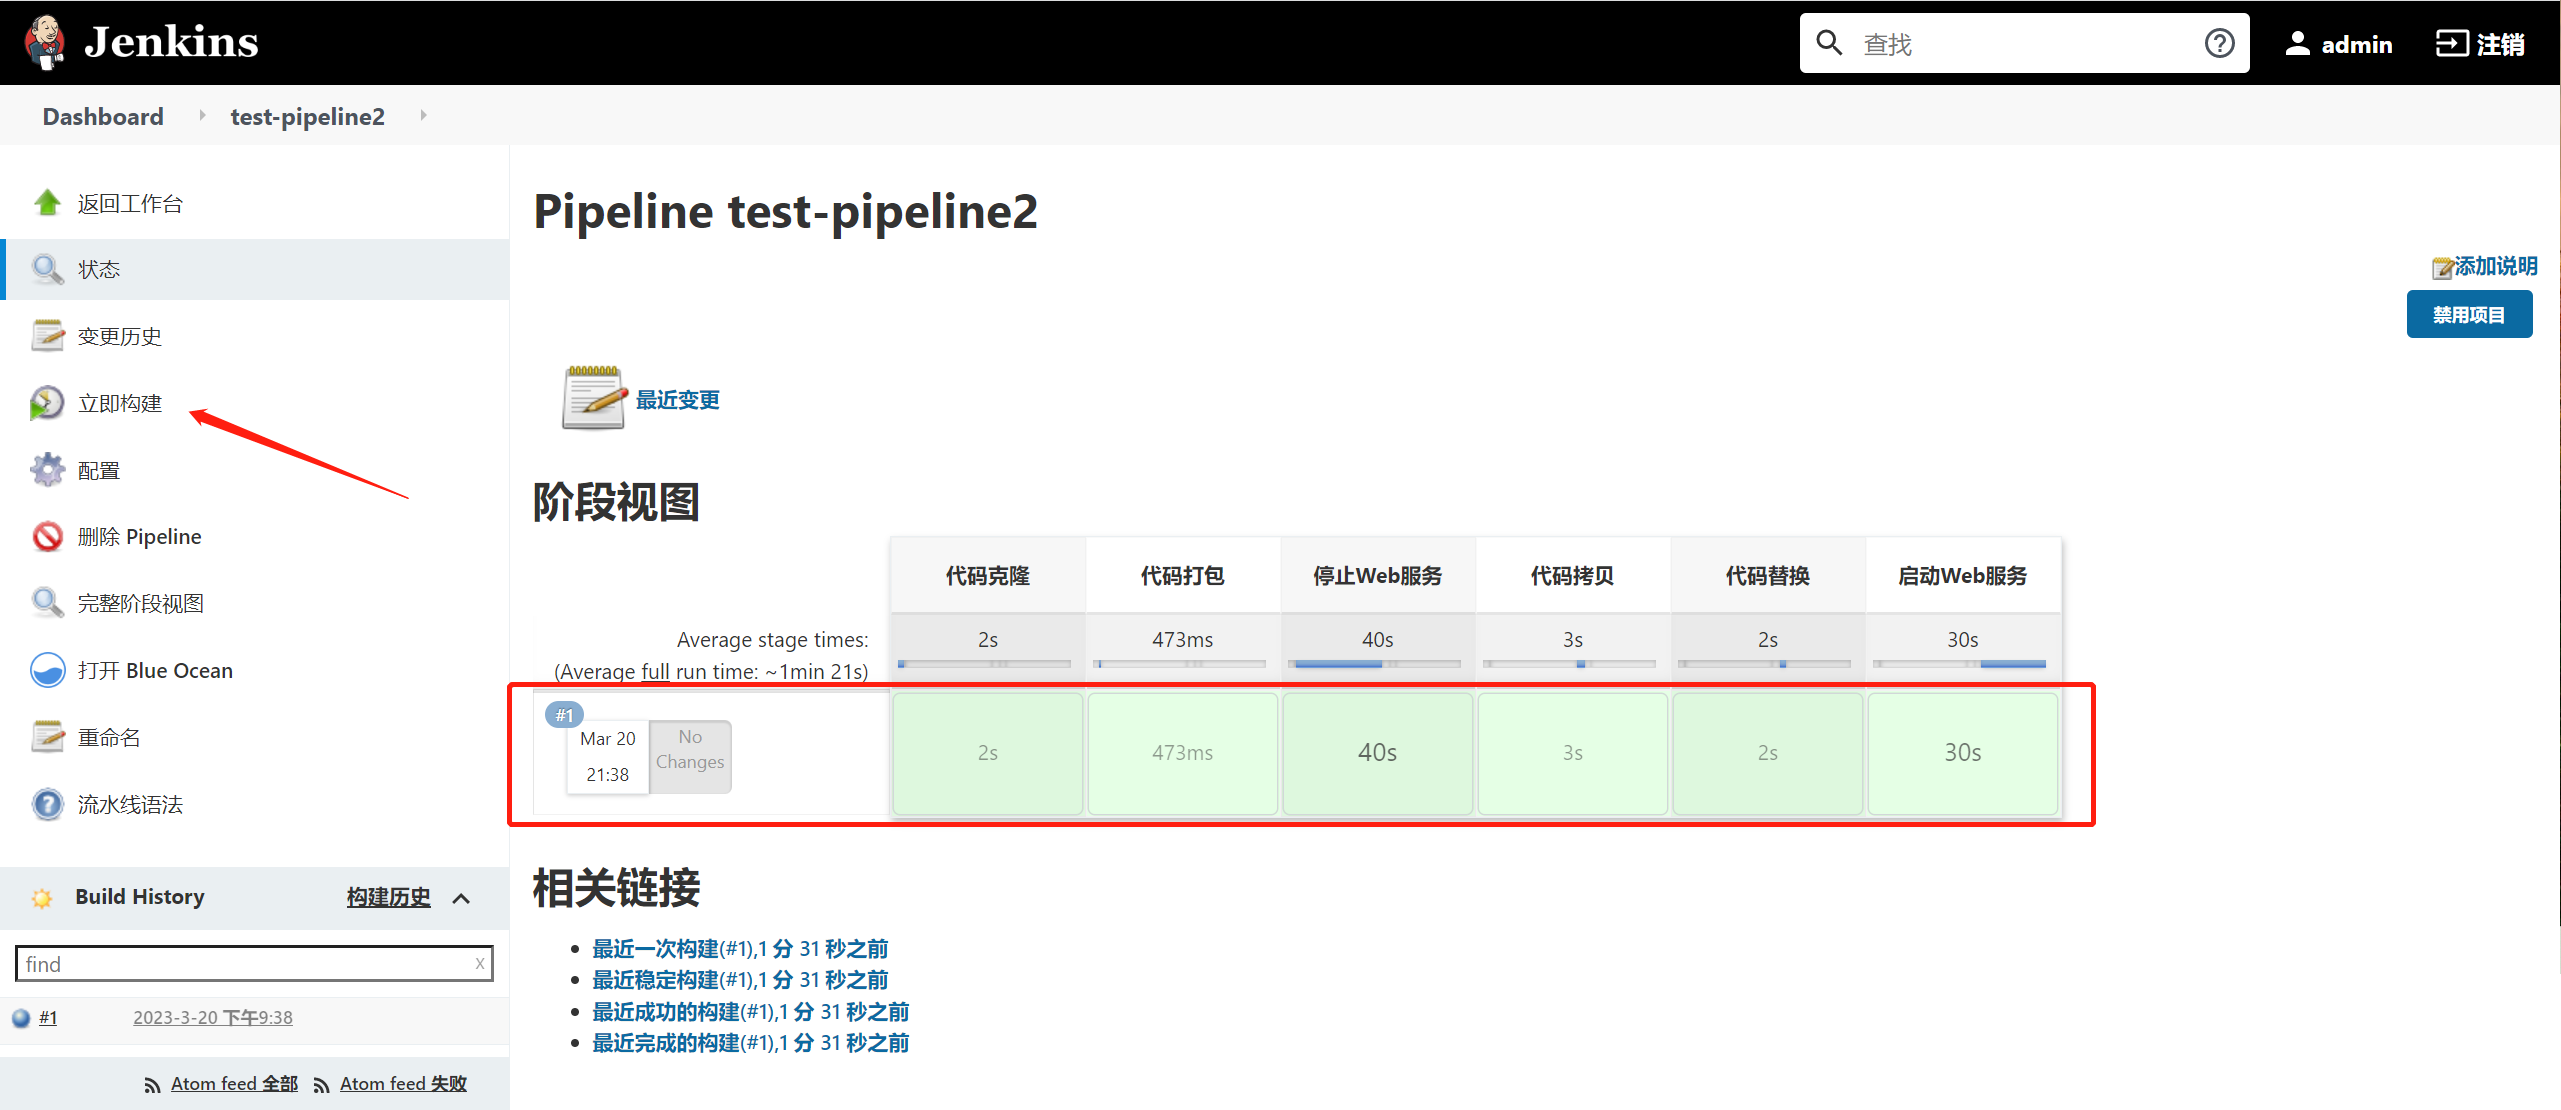 Jenkins
查找
admin
注销
Dashboard
test-pipeline2
返回工作台
状态
变更历史
立即构建
配置
删除 Pipeline
完整阶段视图
打开 Blue Ocean
重命名
流水线语法
Build History
构建历史
find
X
#1
2023-3-20 下午9:38
Atom feed 全部
Atom feed 失败
Pipeline test-pipeline2
添加说明
禁用项目
最近变更
阶段视图
代码克隆 代码打包 停止Web服务 代码拷贝 代码替换 启动Web服务
Average stage times:
(Average full run time: ~1min 21s)
2s 473ms 40s 3s 2s 30s
#1
Mar 20
21:38
No
Changes
2s 473ms 40s 3s 2s 30s
相关链接
最近一次构建(#1),1 分 31 秒之前
最近稳定构建(#1),1 分 31 秒之前
最近成功的构建(#1),1 分 31 秒之前
最近完成的构建(#1),1 分 31 秒之前